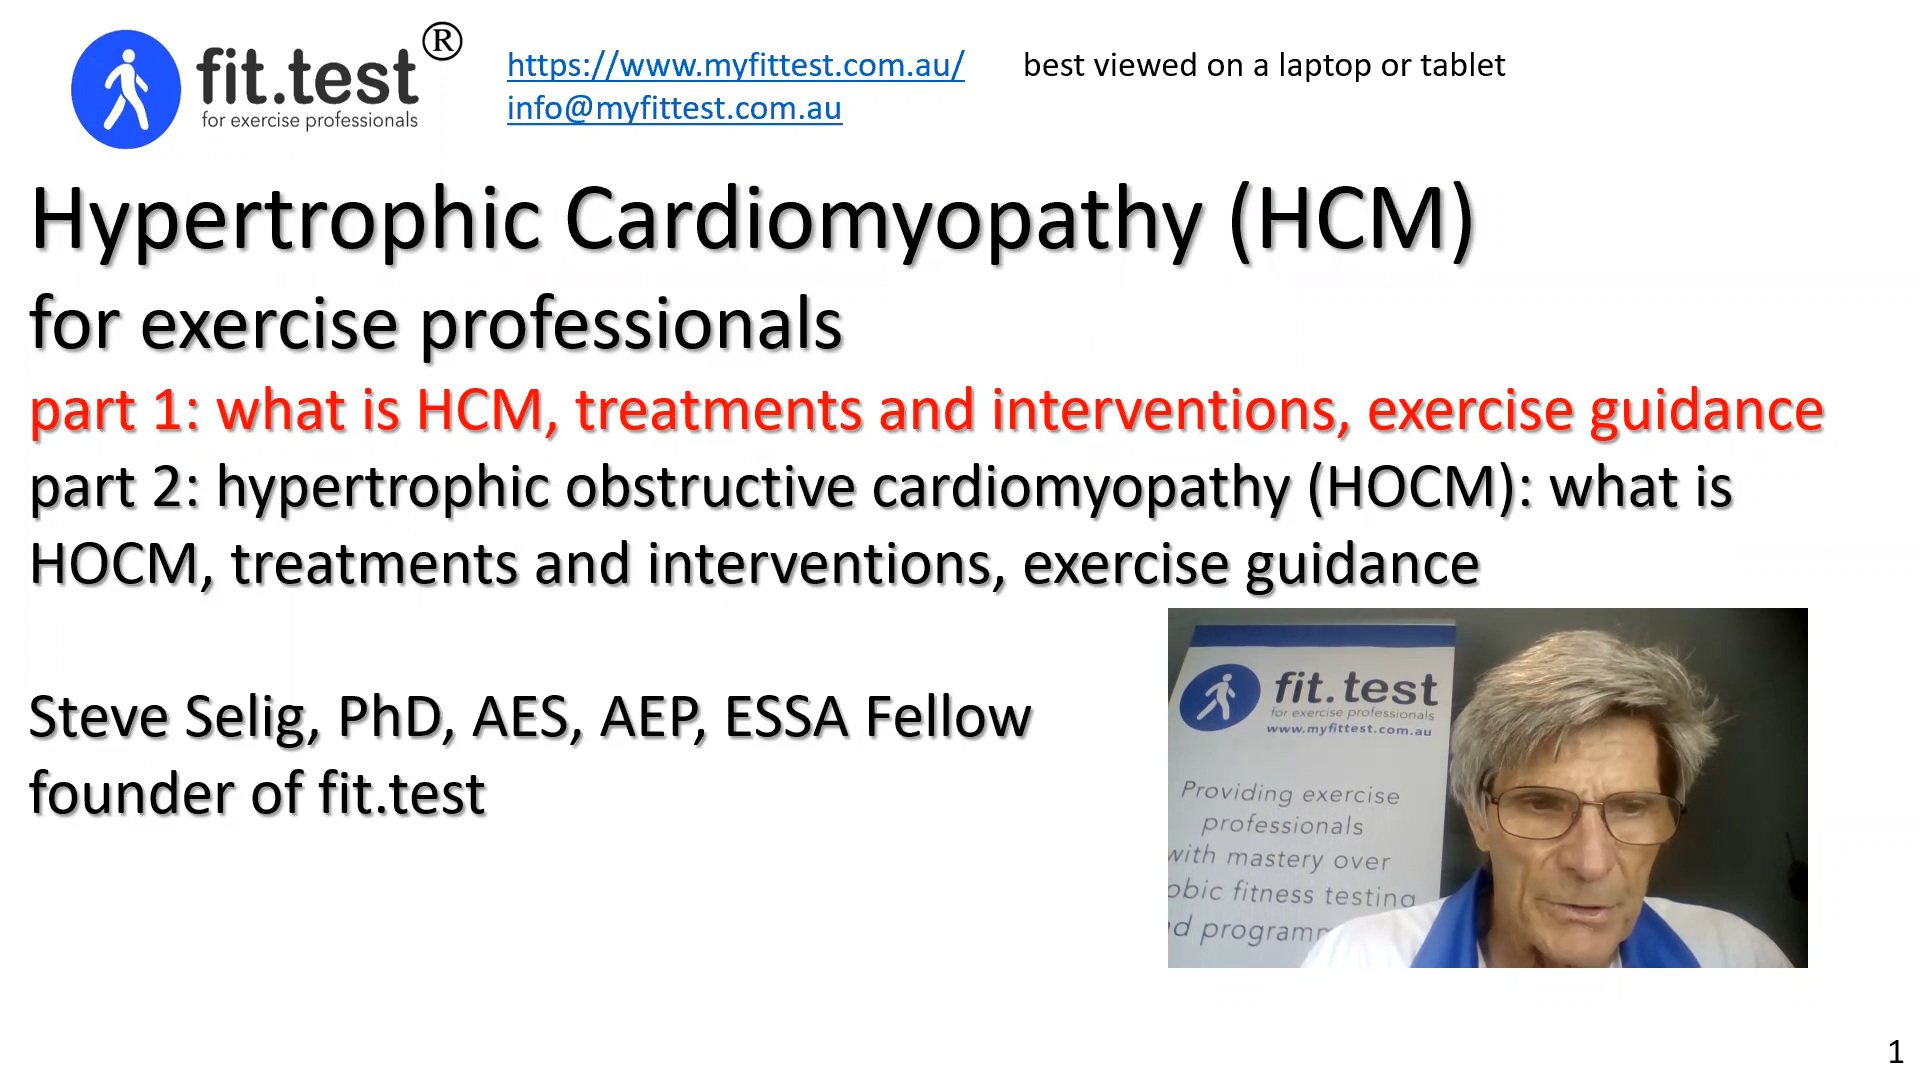 fit.test®
for exercise professionals
https://www.myfittest.com.au/ best viewed on a laptop or tablet
info@myfittest.com.au
Hypertrophic Cardiomyopathy (HCM)
for exercise professionals
part 1: what is HCM, treatments and interventions, exercise guidance
part 2: hypertrophic obstructive cardiomyopathy (HOCM): what is
HOCM, treatments and interventions, exercise guidance
Steve Selig, PhD, AES, AEP, ESSA Fellow
founder of fit.test
fit.test
for exercise professionals
www.myfittest.com.au
Providing exercise
professionals
with mastery over
fitness testing
1